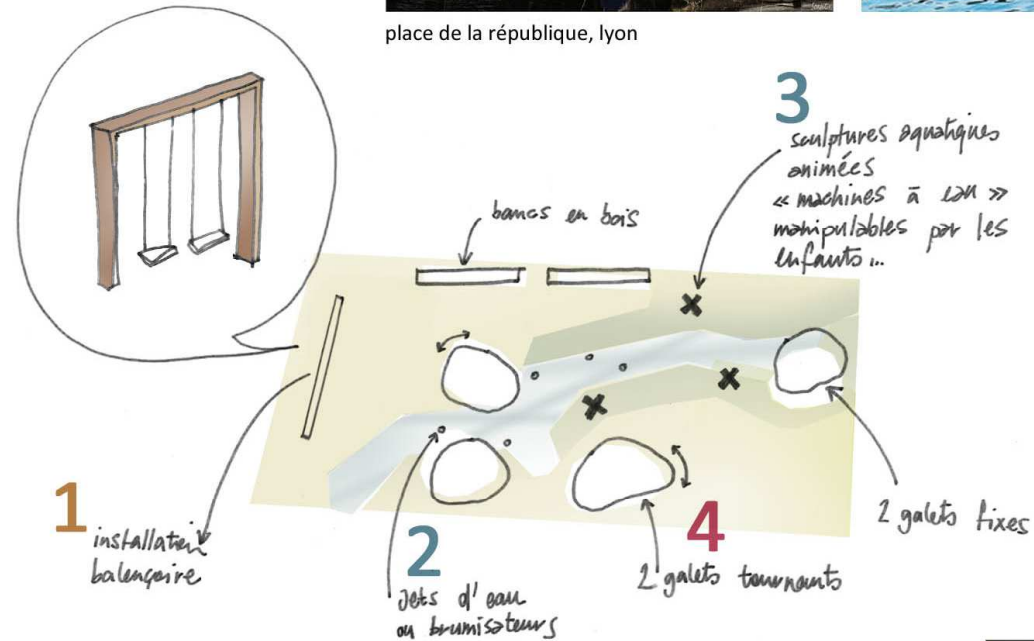 place de la république, lyon
3
sculptures aquatiques
animées
« machines à eau »
manipulables par les
enfants...
bancs en bois
1
installation
balençoire
2
Jets d'eau
ou brumisateurs
4
2 galets tournants
2 galets fixes